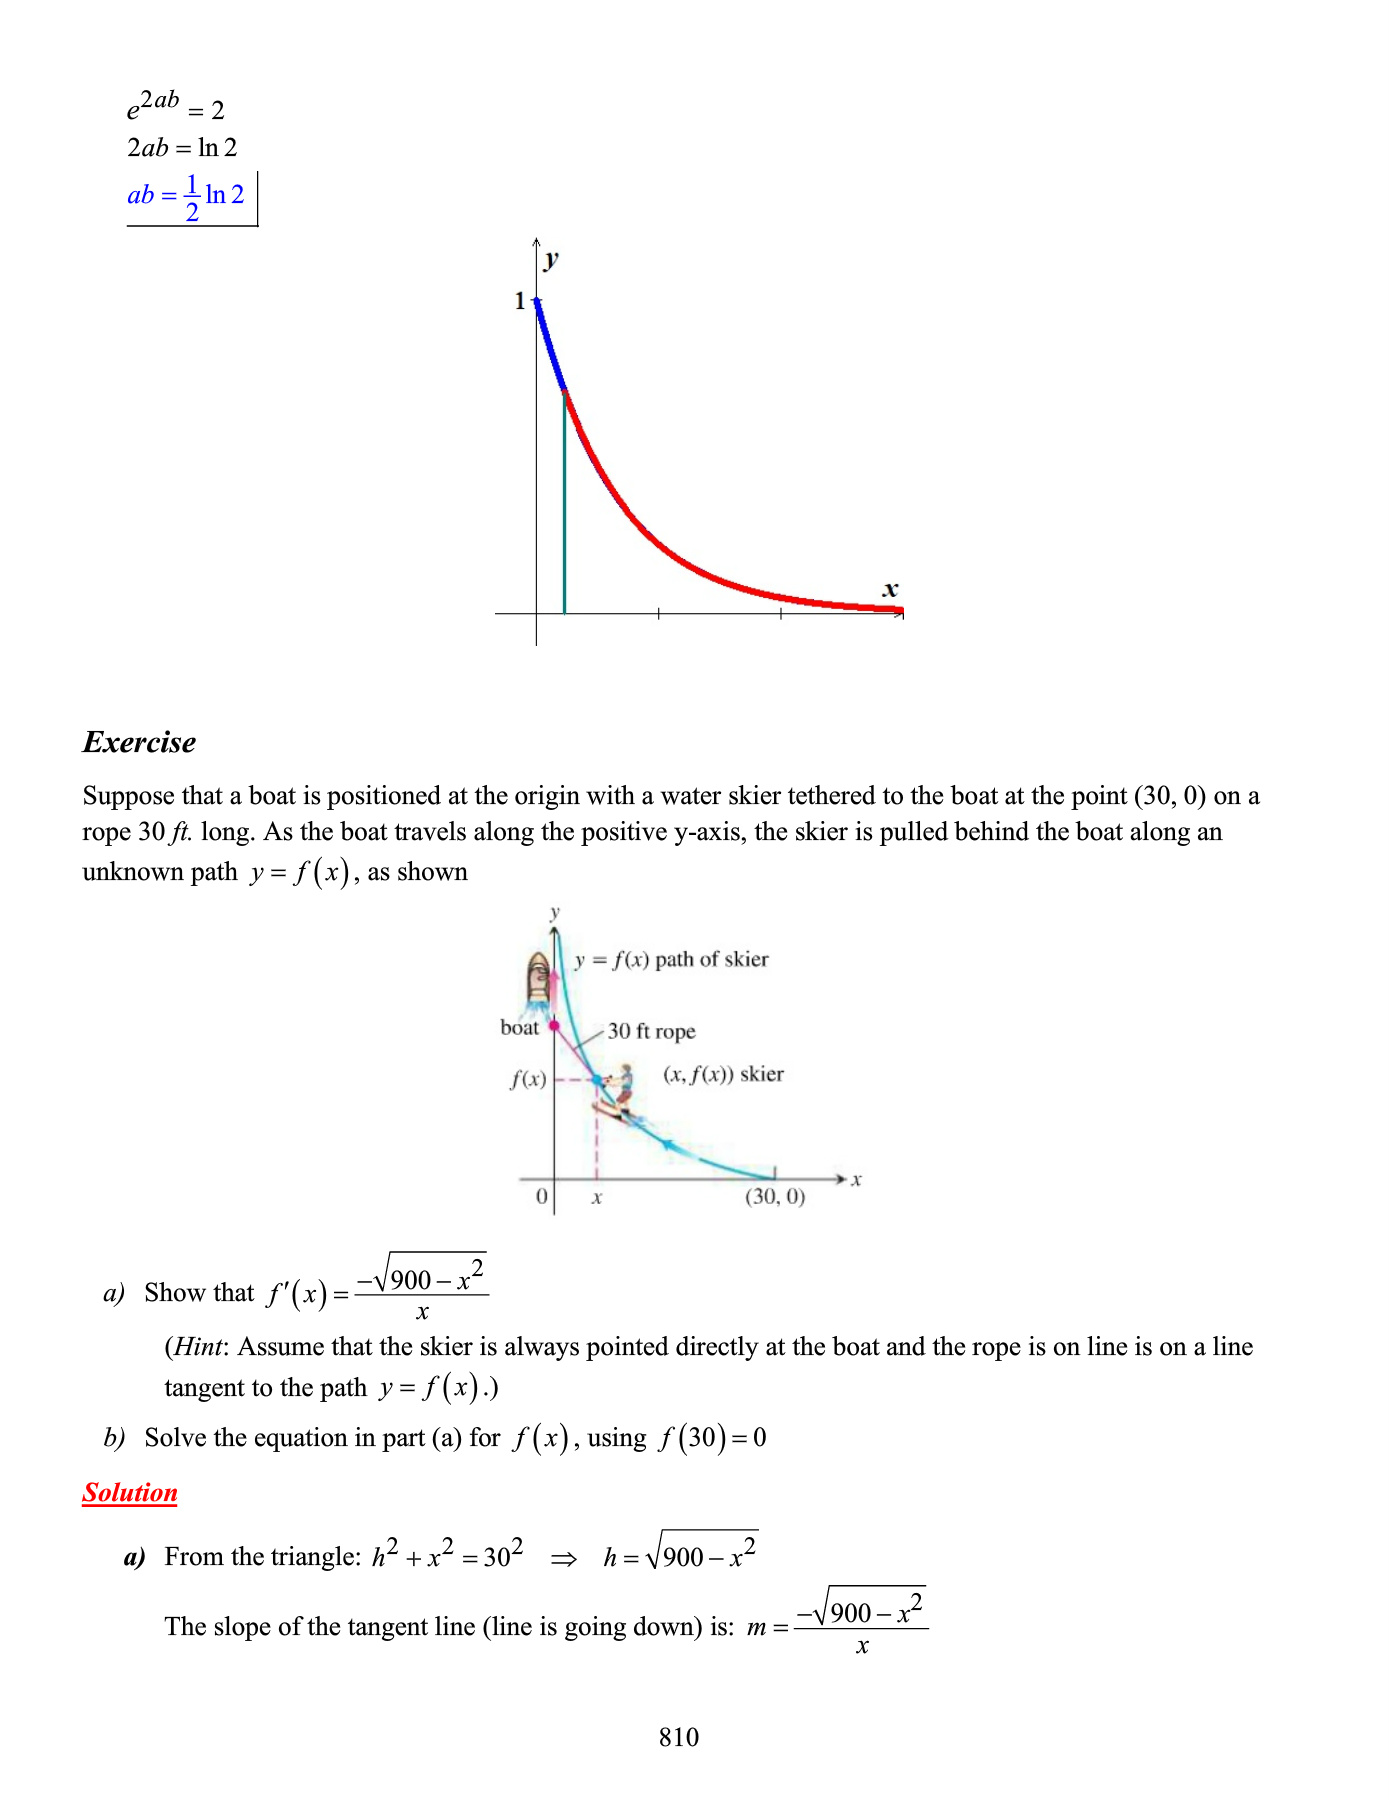 e^{2ab} = 2
2ab = ln 2
ab = \frac{1}{2} ln 2
y
1
x
Exercise
Suppose that a boat is positioned at the origin with a water skier tethered to the boat at the point (30, 0) on a
rope 30 ft. long. As the boat travels along the positive y-axis, the skier is pulled behind the boat along an
unknown path y = f(x), as shown
y
y = f(x) path of skier
boat
30 ft rope
f(x)
(x, f(x)) skier
x
0
x
(30, 0)
a) Show that f′(x) = \frac{-\sqrt{900 - x^2}}{x}
(Hint: Assume that the skier is always pointed directly at the boat and the rope is on line is on a line
tangent to the path y = f(x).)
b) Solve the equation in part (a) for f(x), using f(30) = 0
Solution
a) From the triangle: h^2 + x^2 = 30^2 ⇒ h = \sqrt{900 - x^2}
The slope of the tangent line (line is going down) is: m = \frac{-\sqrt{900 - x^2}}{x}
810